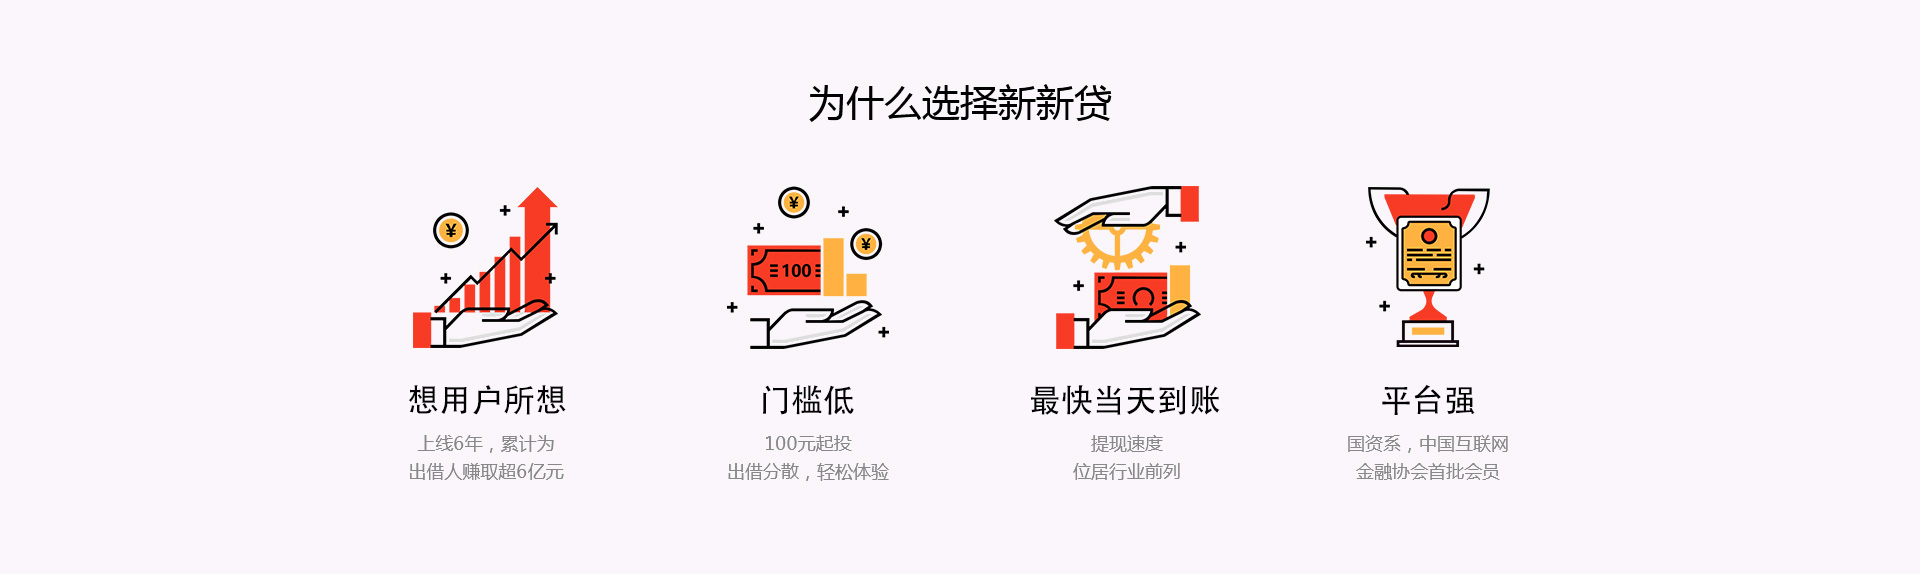 为什么选择新新贷
¥
¥
¥
100
想用户所想
上线6年，累计为
出借人赚取超6亿元
门槛低
100元起投
出借分散，轻松体验
最快当天到账
提现速度
位居行业前列
平台强
国资系，中国互联网
金融协会首批会员